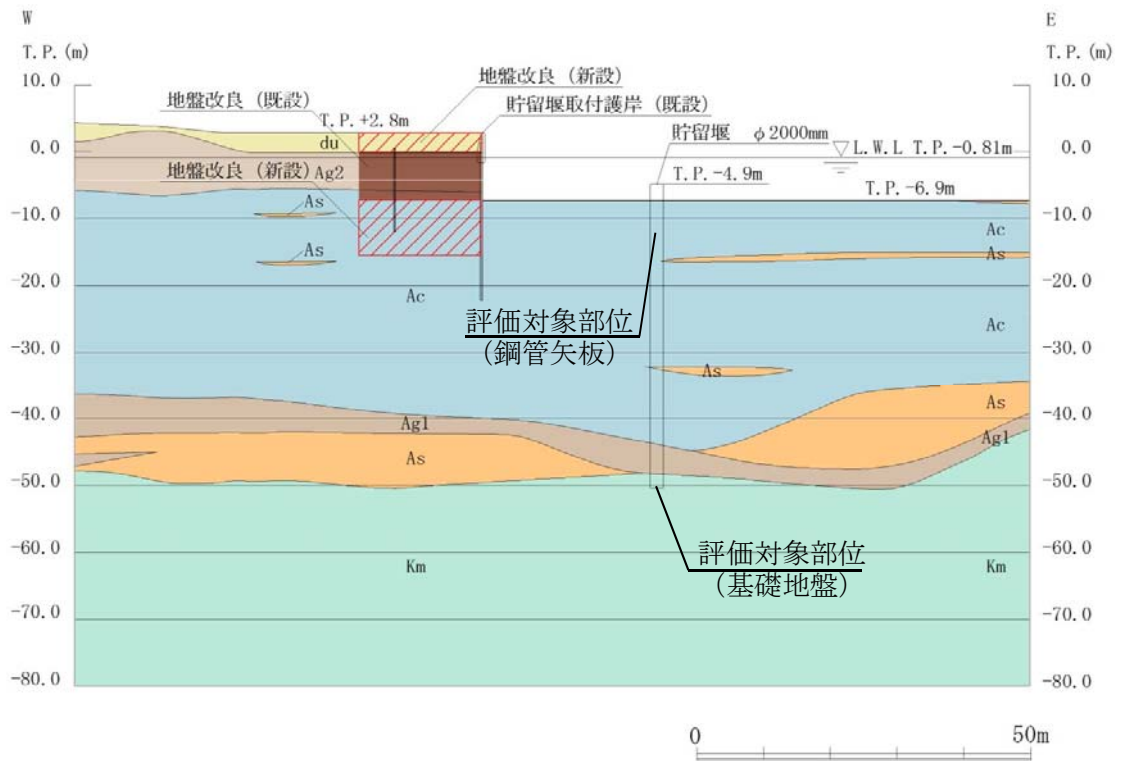 W
E
T.P.(m)
T.P.(m)
10.0
10.0
地盤改良（新設）
地盤改良（既設）
貯留堰取付護岸（既設）
T.P.+2.8m
貯留堰 φ2000mm
du
L.W.L T.P.-0.81m
0.0
0.0
地盤改良（新設）
Ag2
T.P.-4.9m
T.P.-6.9m
As
-10.0
-10.0
Ac
As
As
-20.0
-20.0
Ac
評価対象部位
（鋼管矢板）
Ac
-30.0
-30.0
As
As
-40.0
-40.0
Ag1
Ag1
As
-50.0
-50.0
評価対象部位
（基礎地盤）
-60.0
-60.0
Km
Km
-70.0
-70.0
-80.0
-80.0
0
50m